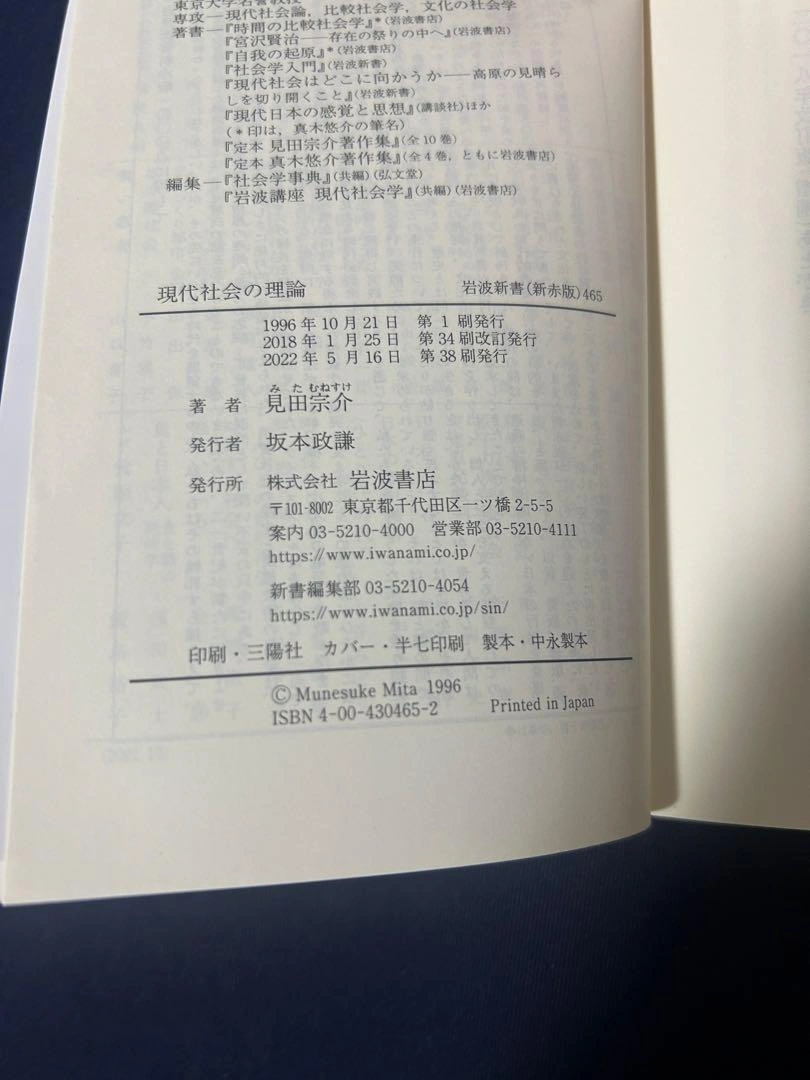 東京大学名誉教授
専攻―現代社会論，比較社会学，文化の社会学
著書―『時間の比較社会学』*(岩波書店)
『宮沢賢治――存在の祭りの中へ』(岩波書店)
『自我の起原』*(岩波書店)
『社会学入門』(岩波新書)
『現代社会はどこに向かうか――高原の見晴ら
しを切り開くこと』(岩波新書)
『現代日本の感覚と思想』(講談社)ほか
(*印は，真木悠介の筆名)
『定本 見田宗介著作集』(全10巻)
『定本 真木悠介著作集』(全4巻，ともに岩波書店)
編集―『社会学事典』(共編)(弘文堂)
『岩波講座 現代社会学』(共編)(岩波書店)
現代社会の理論 岩波新書(新赤版)465
1996年10月21日 第1刷発行
2018年1月25日 第34刷改訂発行
2022年5月16日 第38刷発行
みた むねすけ
著者 見田宗介
発行者 坂本政謙
発行所 株式会社 岩波書店
〒101-8002 東京都千代田区一ツ橋2-5-5
案内 03-5210-4000 営業部 03-5210-4111
https://www.iwanami.co.jp/
新書編集部 03-5210-4054
https://www.iwanami.co.jp/sin/
印刷・三陽社 カバー・半七印刷 製本・中永製本
© Munesuke Mita 1996
ISBN 4-00-430465-2 Printed in Japan